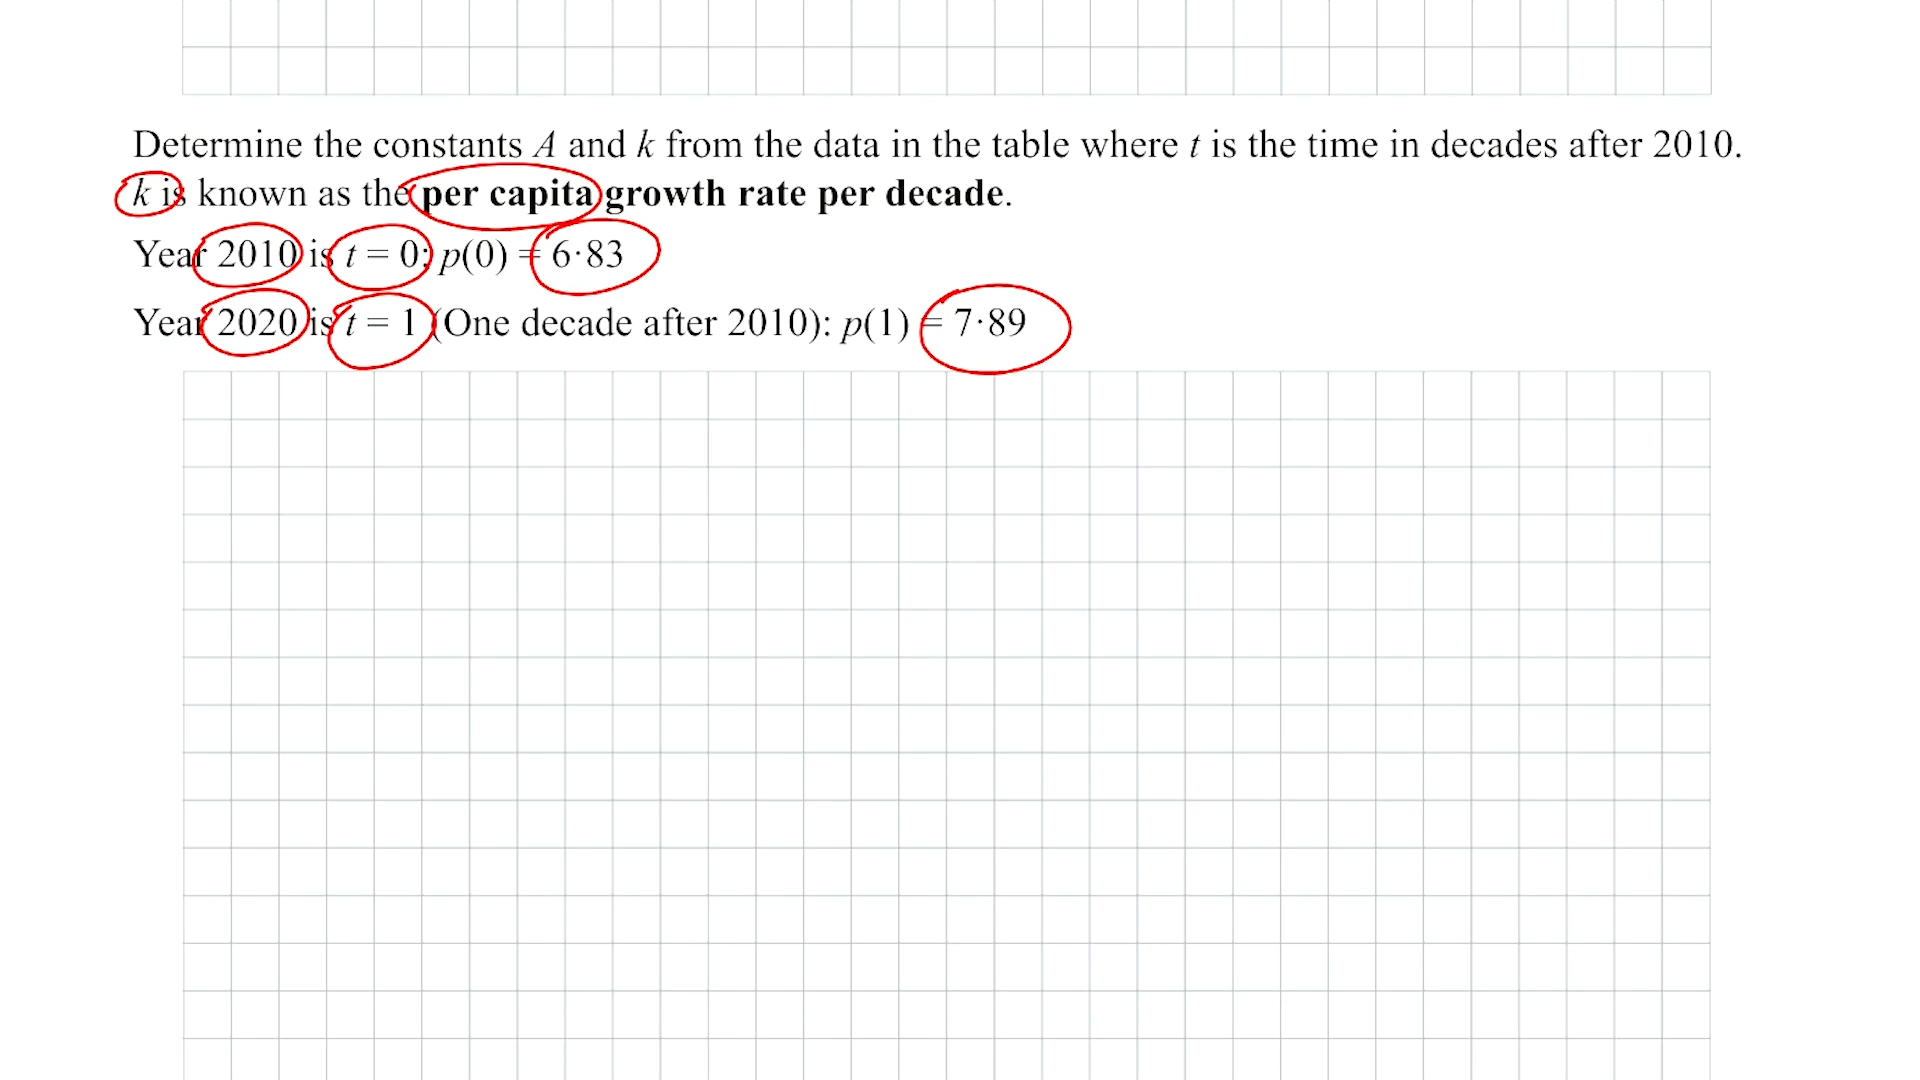 Determine the constants A and k from the data in the table where t is the time in decades after 2010.
k is known as the per capita growth rate per decade.
Year 2010 is t = 0: p(0) = 6·83
Year 2020 is t = 1 (One decade after 2010): p(1) = 7·89